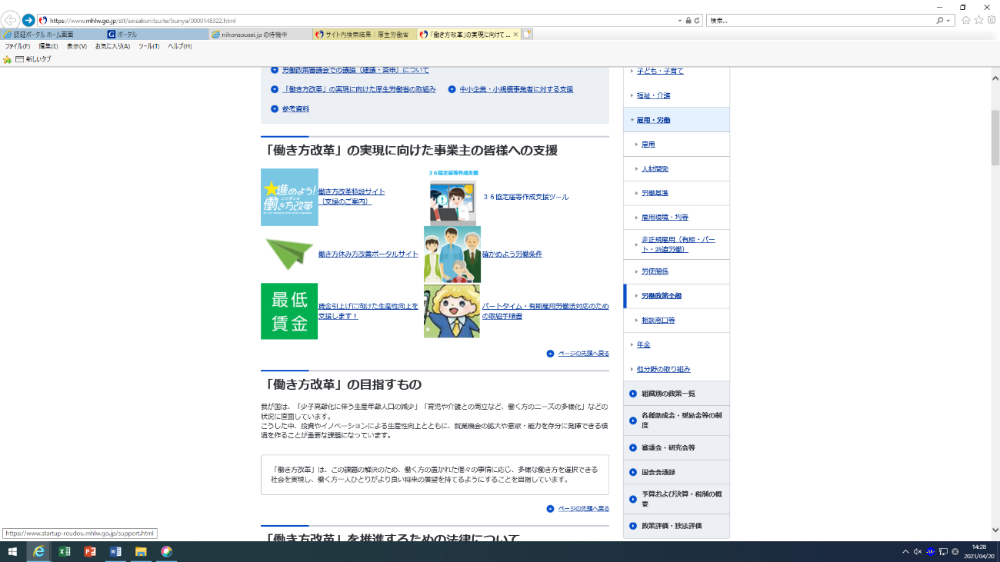 https://www.mhlw.go.jp/stf/seisakunitsuite/bunya/0000148322.html
検索...
認証ポータル ホーム画面
ポータル
nihonsousei.jp の待機中
サイト内検索結果｜厚生労働省
「働き方改革」の実現に向けて ...
ファイル(F) 編集(E) 表示(V) お気に入り(A) ツール(T) ヘルプ(H)
新しいタブ
労働政策審議会での議論（建議・答申）について
「働き方改革」の実現に向けた厚生労働省の取組み
中小企業・小規模事業者に対する支援
参考資料
「働き方改革」の実現に向けた事業主の皆様への支援
進めよう!
ニッポンの
働き方改革
働き方改革特設サイト
（支援のご案内）
３６協定届等作成支援
３６協定届等作成支援ツール
働き方休み方改善ポータルサイト
確かめよう労働条件
最低
賃金
賃金引上げに向けた生産性向上を
支援します！
パートタイム・有期雇用労働法対応のため
の取組手順書
ページの先頭へ戻る
「働き方改革」の目指すもの
我が国は、「少子高齢化に伴う生産年齢人口の減少」「育児や介護との両立など、働く方のニーズの多様化」などの
状況に直面しています。
こうした中、投資やイノベーションによる生産性向上とともに、就業機会の拡大や意欲・能力を存分に発揮できる環
境を作ることが重要な課題になっています。
「働き方改革」は、この課題の解決のため、働く方の置かれた個々の事情に応じ、多様な働き方を選択できる
社会を実現し、働く方一人ひとりがより良い将来の展望を持てるようにすることを目指しています。
ページの先頭へ戻る
「働き方改革」を推進するための法律について
子ども・子育て
福祉・介護
雇用・労働
雇用
人材開発
労働基準
雇用環境・均等
非正規雇用（有期・パー
ト・派遣労働）
労使関係
労働政策全般
相談窓口等
年金
他分野の取り組み
組織別の政策一覧
各種助成金・奨励金等の制
度
審議会・研究会等
国会会議録
予算および決算・税制の概
要
政策評価・独法評価
https://www.startup-roudou.mhlw.go.jp/support.html
14:28
2021/04/20